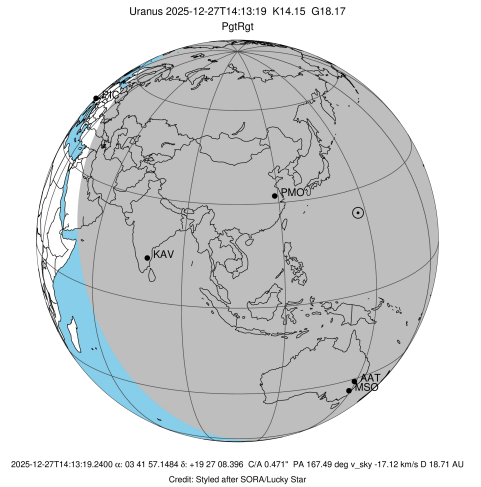 Uranus 2025-12-27T14:13:19 K14.15 G18.17
PgtRgt
PIC
PMO
KAV
AAT
MSO
2025-12-27T14:13:19.2400 α: 03 41 57.1484 δ: +19 27 08.396 C/A 0.471" PA 167.49 deg v_sky -17.12 km/s D 18.71 AU
Credit: Styled after SORA/Lucky Star